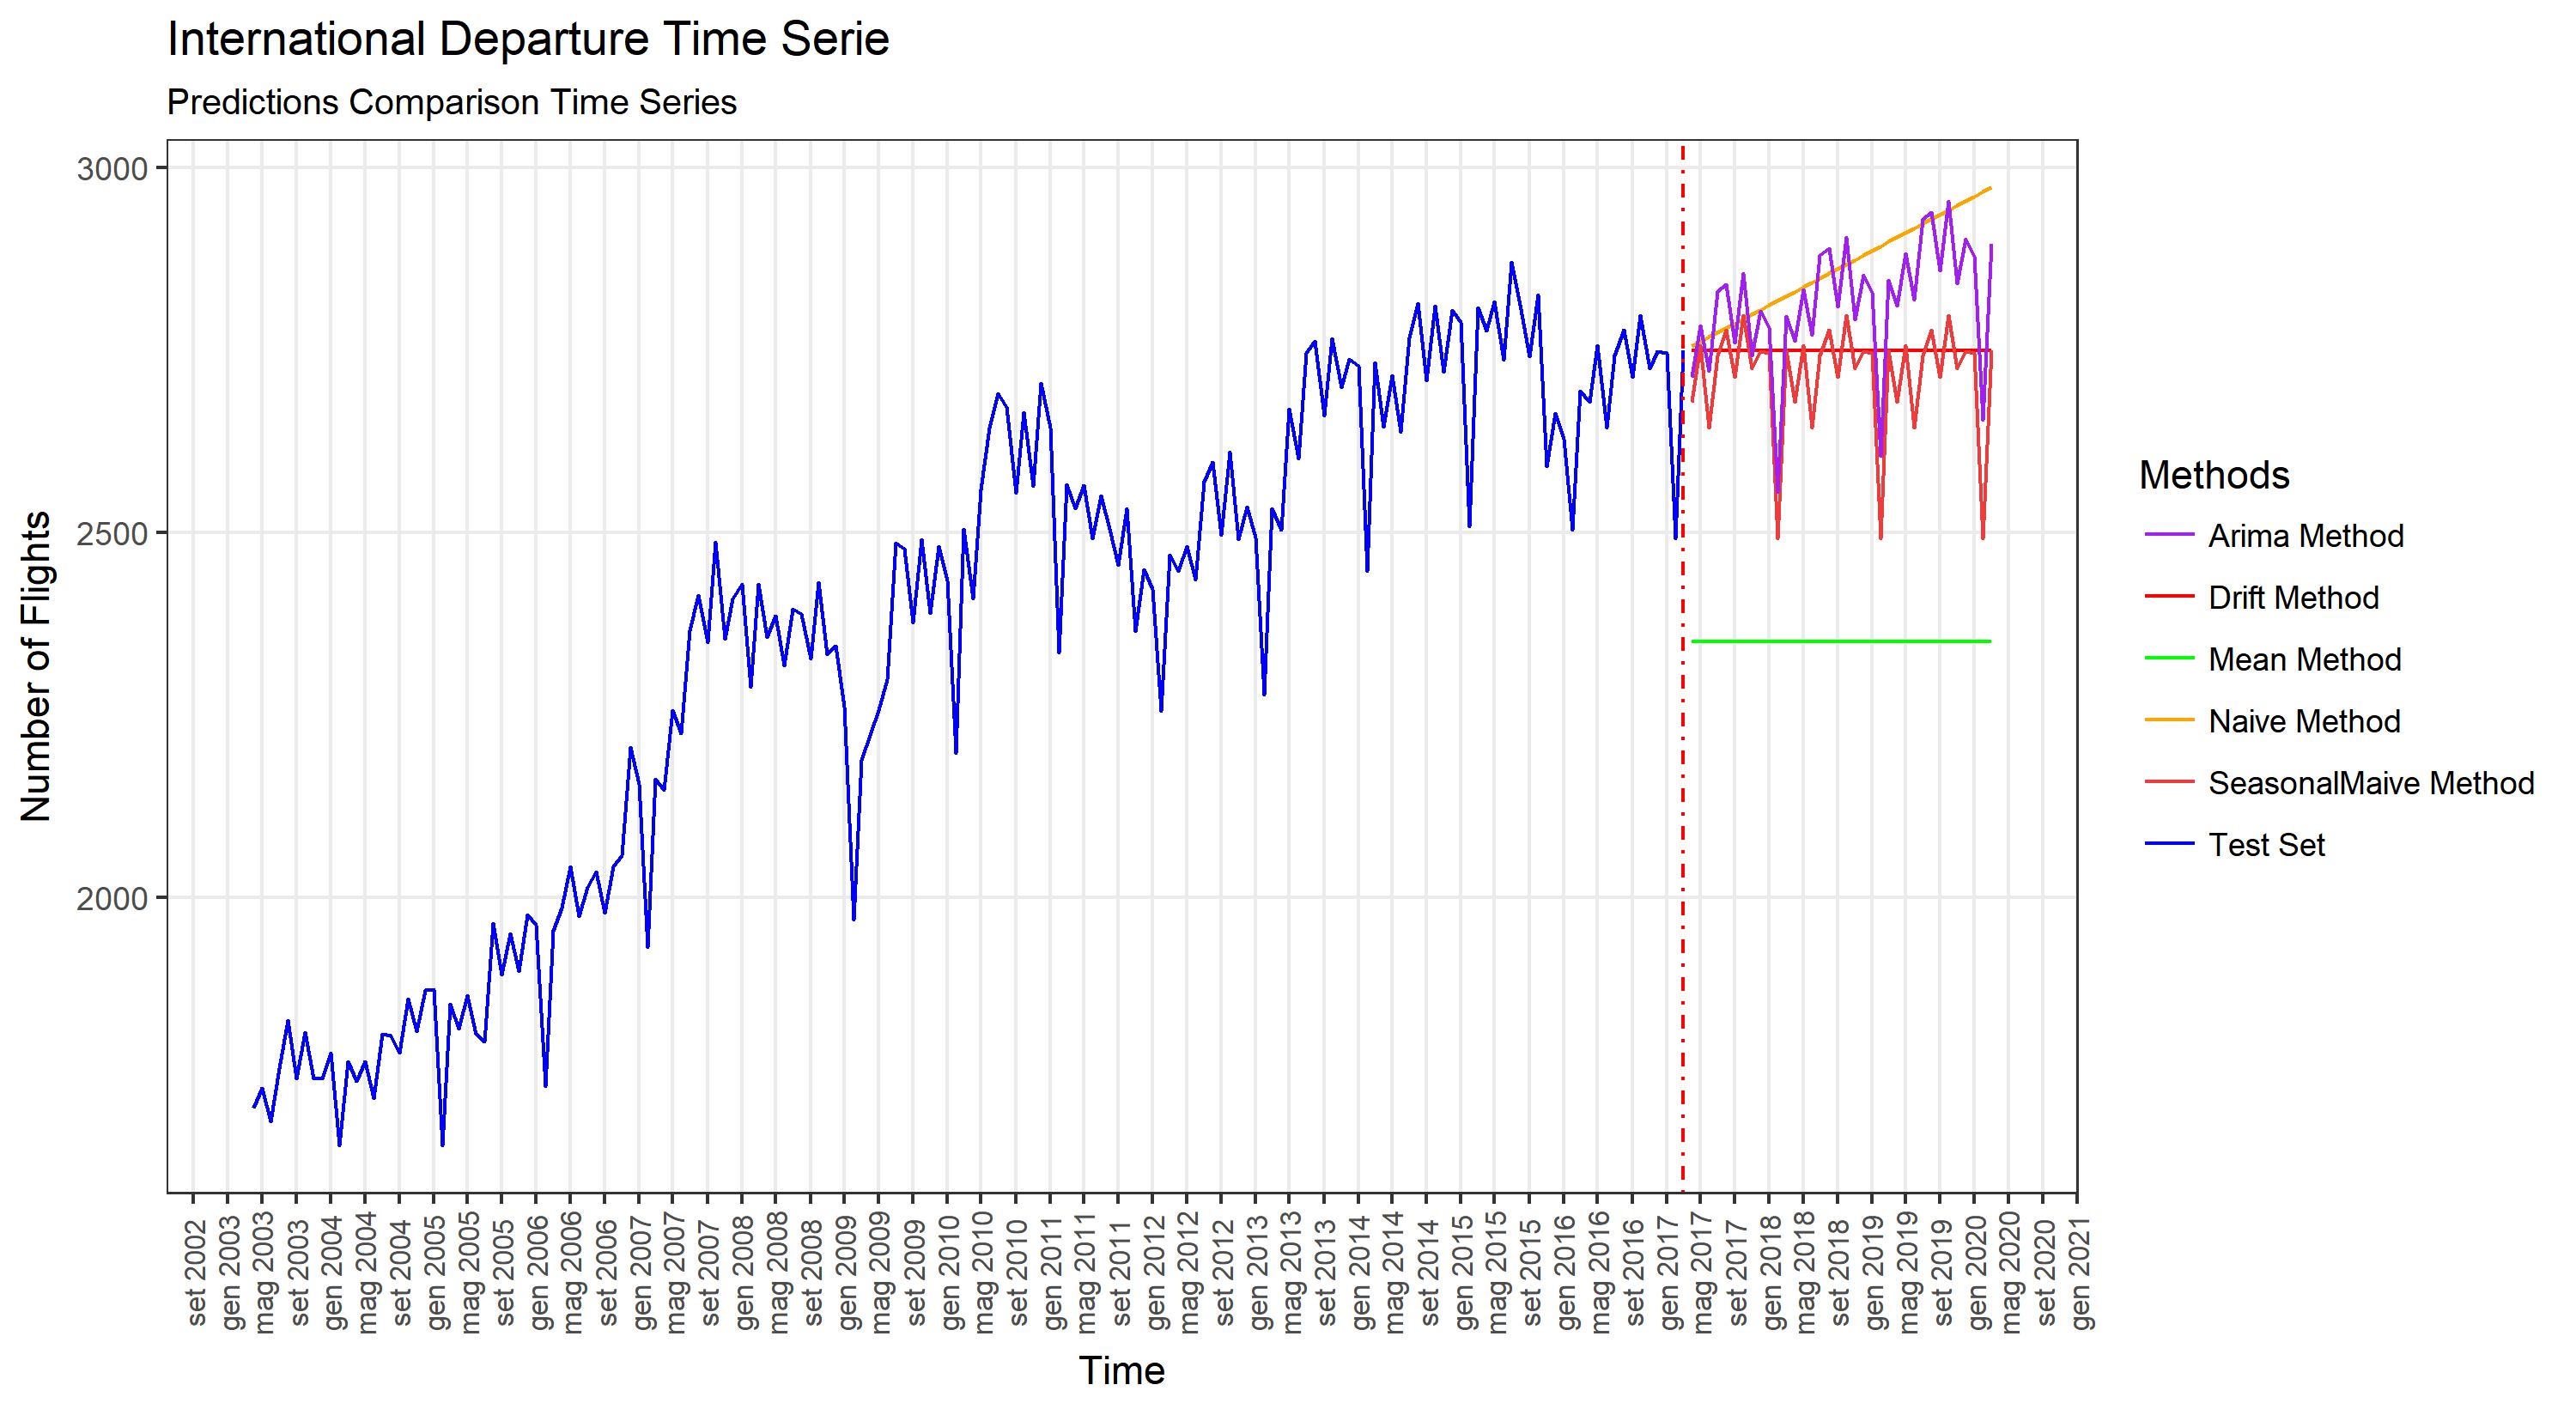 International Departure Time Serie
Predictions Comparison Time Series
3000
2500
2000
Number of Flights
set 2002
gen 2003
mag 2003
set 2003
gen 2004
mag 2004
set 2004
gen 2005
mag 2005
set 2005
gen 2006
mag 2006
set 2006
gen 2007
mag 2007
set 2007
gen 2008
mag 2008
set 2008
gen 2009
mag 2009
set 2009
gen 2010
mag 2010
set 2010
gen 2011
mag 2011
set 2011
gen 2012
mag 2012
set 2012
gen 2013
mag 2013
set 2013
gen 2014
mag 2014
set 2014
gen 2015
mag 2015
set 2015
gen 2016
mag 2016
set 2016
gen 2017
mag 2017
set 2017
gen 2018
mag 2018
set 2018
gen 2019
mag 2019
set 2019
gen 2020
mag 2020
set 2020
gen 2021
Time
Methods
Arima Method
Drift Method
Mean Method
Naive Method
SeasonalMaive Method
Test Set